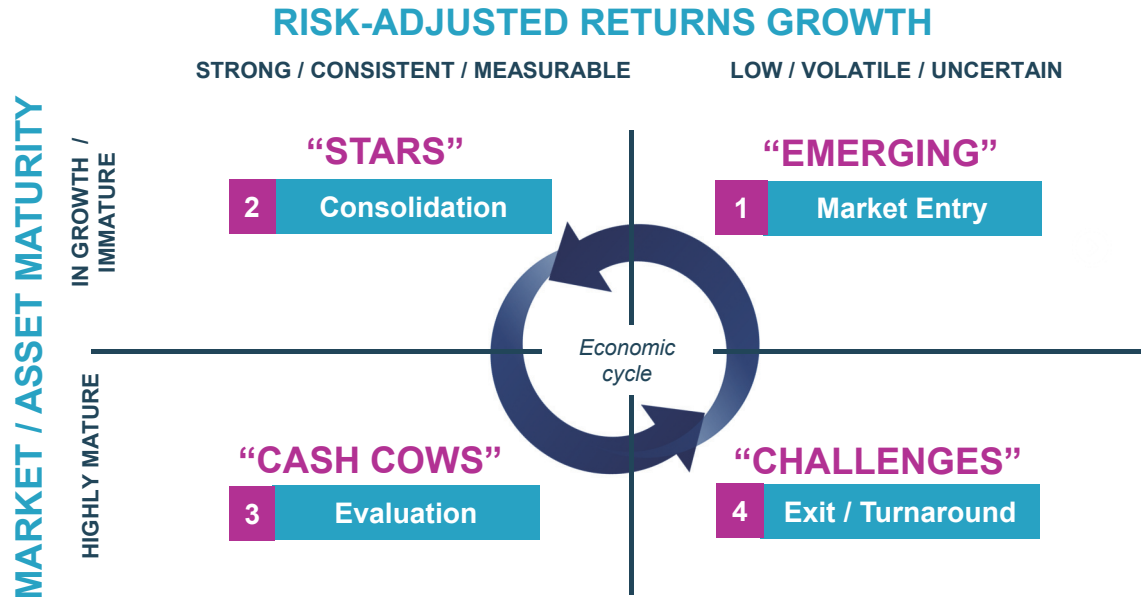 RISK-ADJUSTED RETURNS GROWTH
STRONG / CONSISTENT / MEASURABLE
LOW / VOLATILE / UNCERTAIN
MARKET / ASSET MATURITY
IN GROWTH /
IMMATURE
“STARS”
2 Consolidation
“EMERGING”
1 Market Entry
Economic
cycle
HIGHLY MATURE
“CASH COWS”
3 Evaluation
“CHALLENGES”
4 Exit / Turnaround